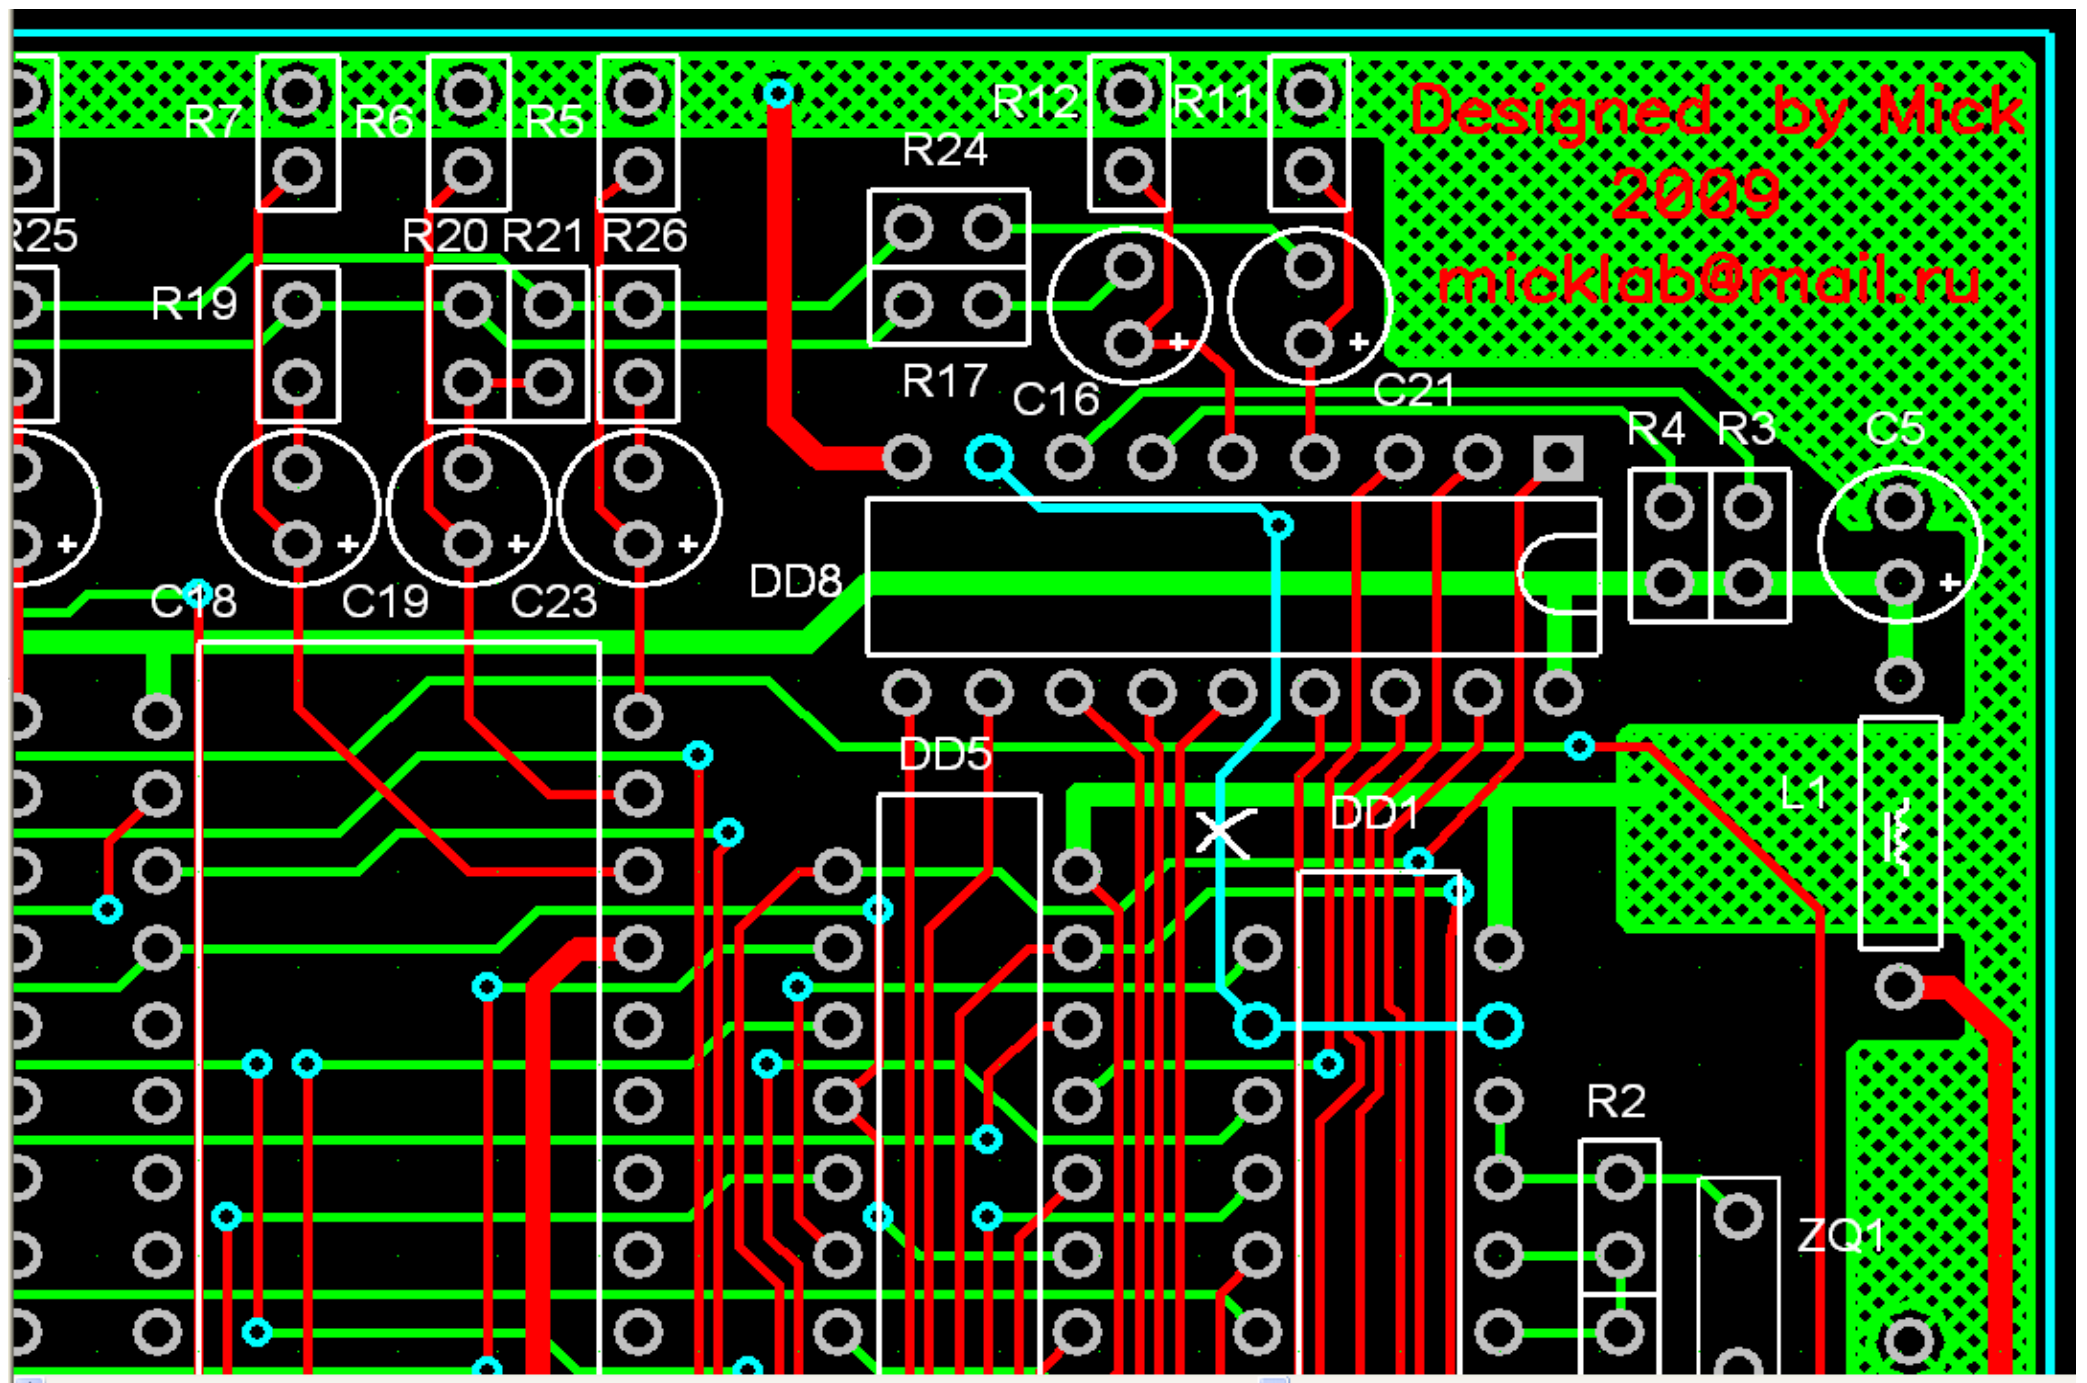 R7
R6
R5
R12
R11
Designed by Mick
2009
micklab@mail.ru
R24
R25
R20
R21
R26
R19
R17
C16
C21
R4
R3
C5
+
+
+
+
+
+
+
C18
C19
C23
DD8
DD5
DD1
L1
R2
ZQ1